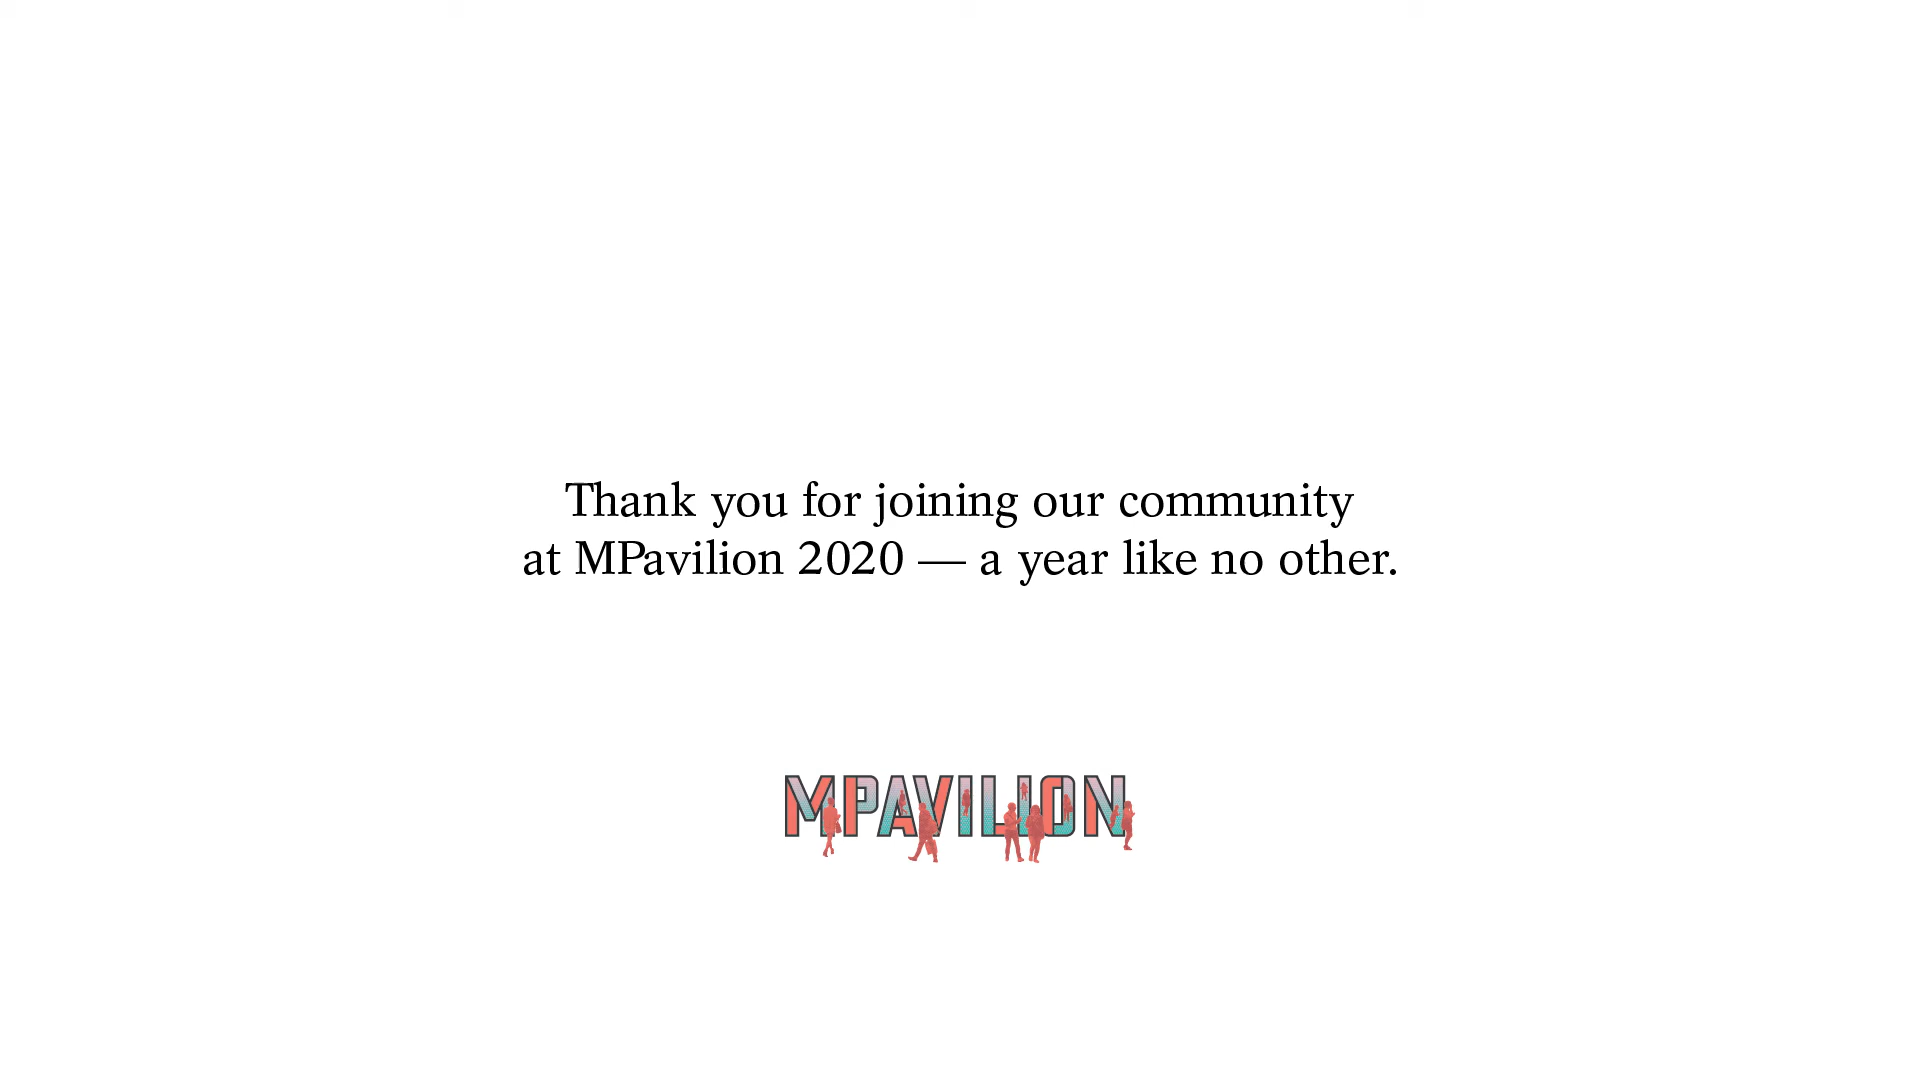 Thank you for joining our community
at MPavilion 2020 — a year like no other.
MPAVILION